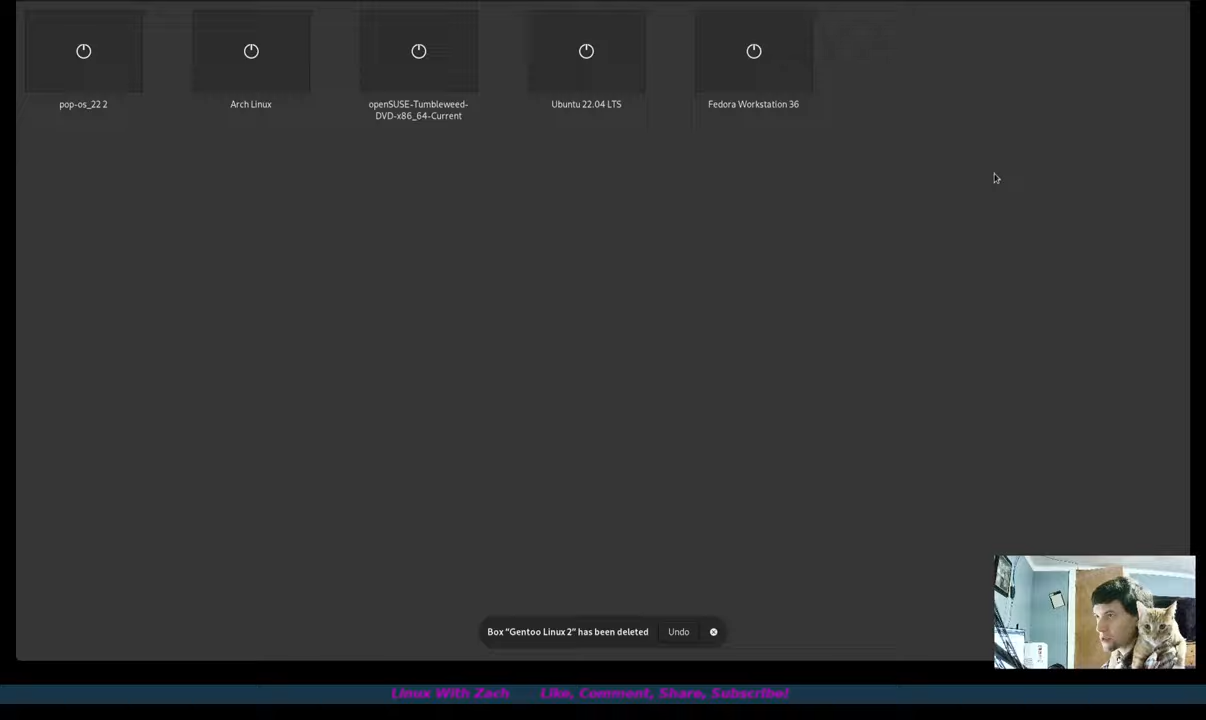 pop-os_22 2
Arch Linux
openSUSE-Tumbleweed-
DVD-x86_64-Current
Ubuntu 22.04 LTS
Fedora Workstation 36
Box "Gentoo Linux 2" has been deleted Undo
Linux With Zach Like, Comment, Share, Subscribe!